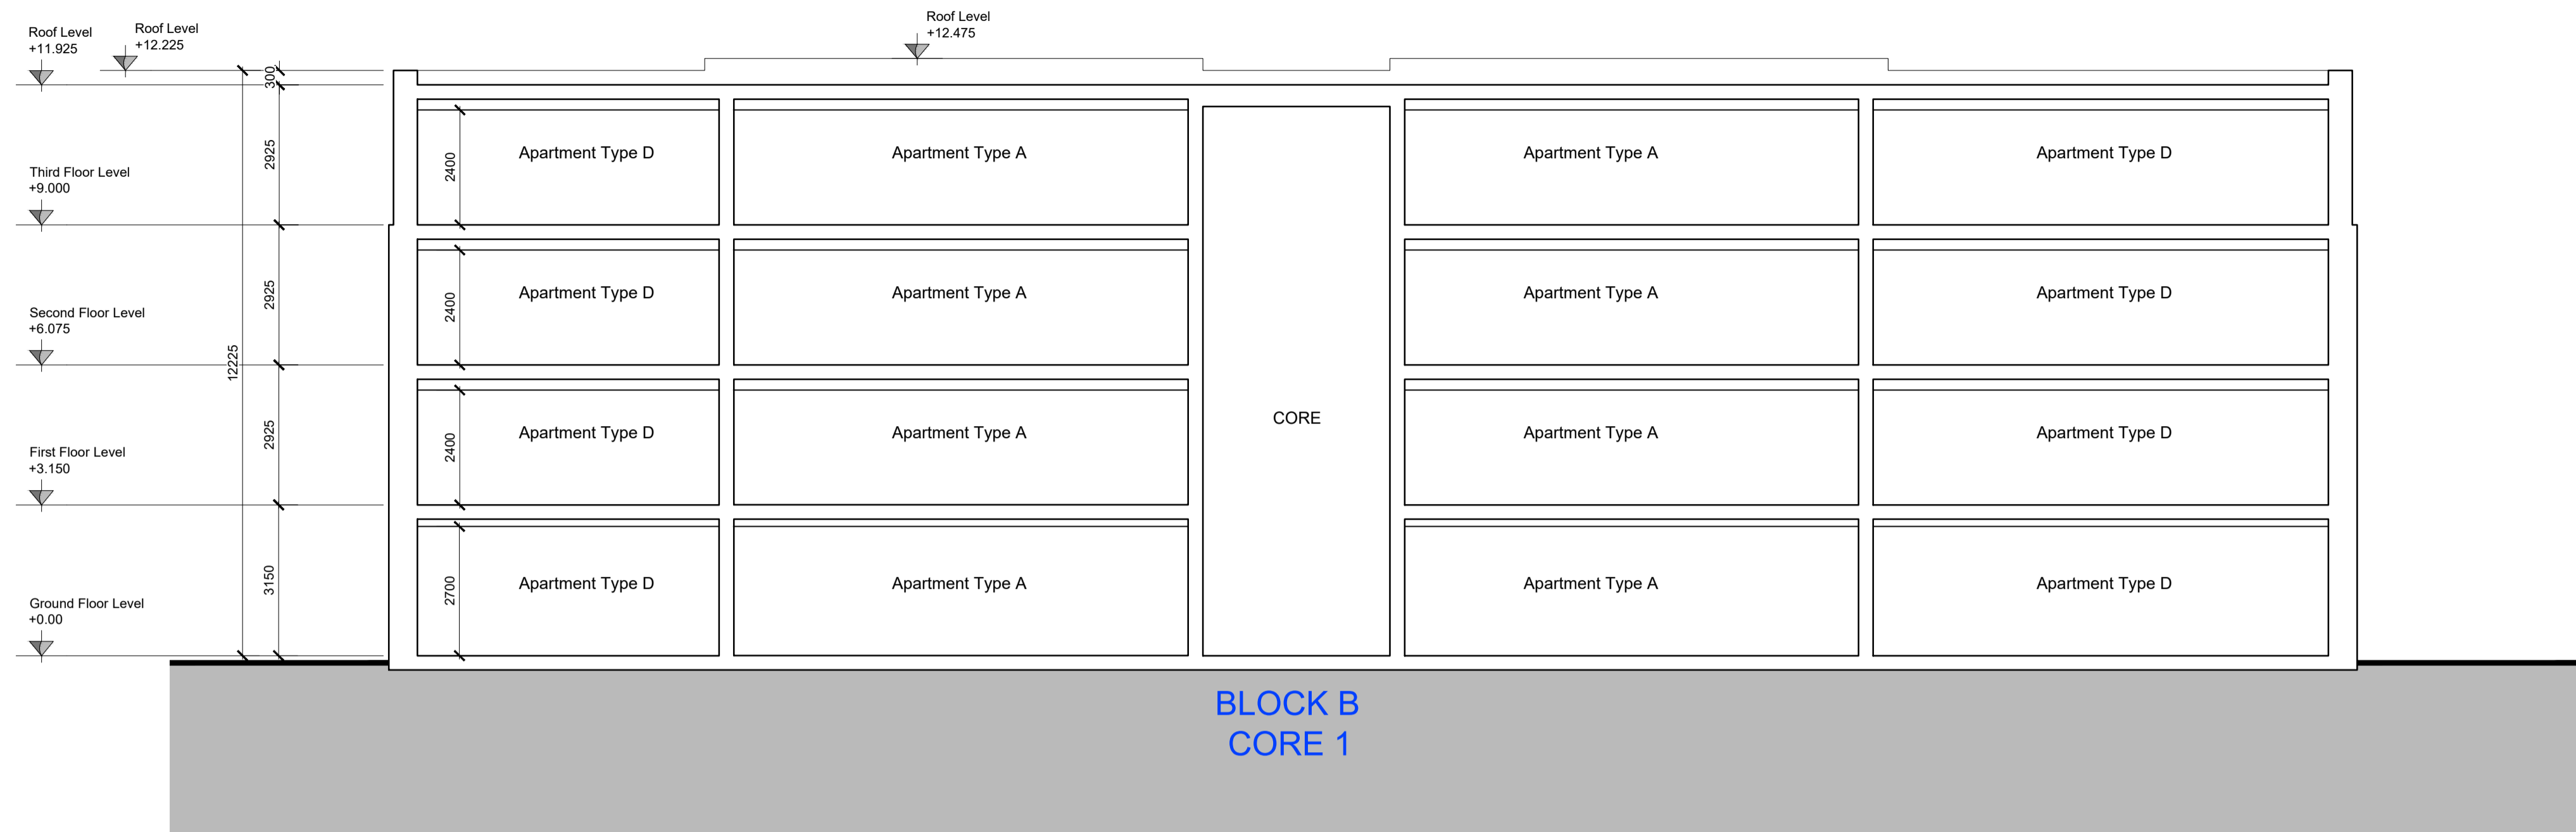 Roof Level
+12.475
Roof Level
+12.225
Roof Level
+11.925
300
2925
2400
Apartment Type D
Apartment Type A
Apartment Type A
Apartment Type D
Third Floor Level
+9.000
2925
2400
Apartment Type D
Apartment Type A
Apartment Type A
Apartment Type D
Second Floor Level
+6.075
12225
2925
2400
CORE
Apartment Type D
Apartment Type A
Apartment Type A
Apartment Type D
First Floor Level
+3.150
3150
2700
Apartment Type D
Apartment Type A
Apartment Type A
Apartment Type D
Ground Floor Level
+0.00
BLOCK B
CORE 1